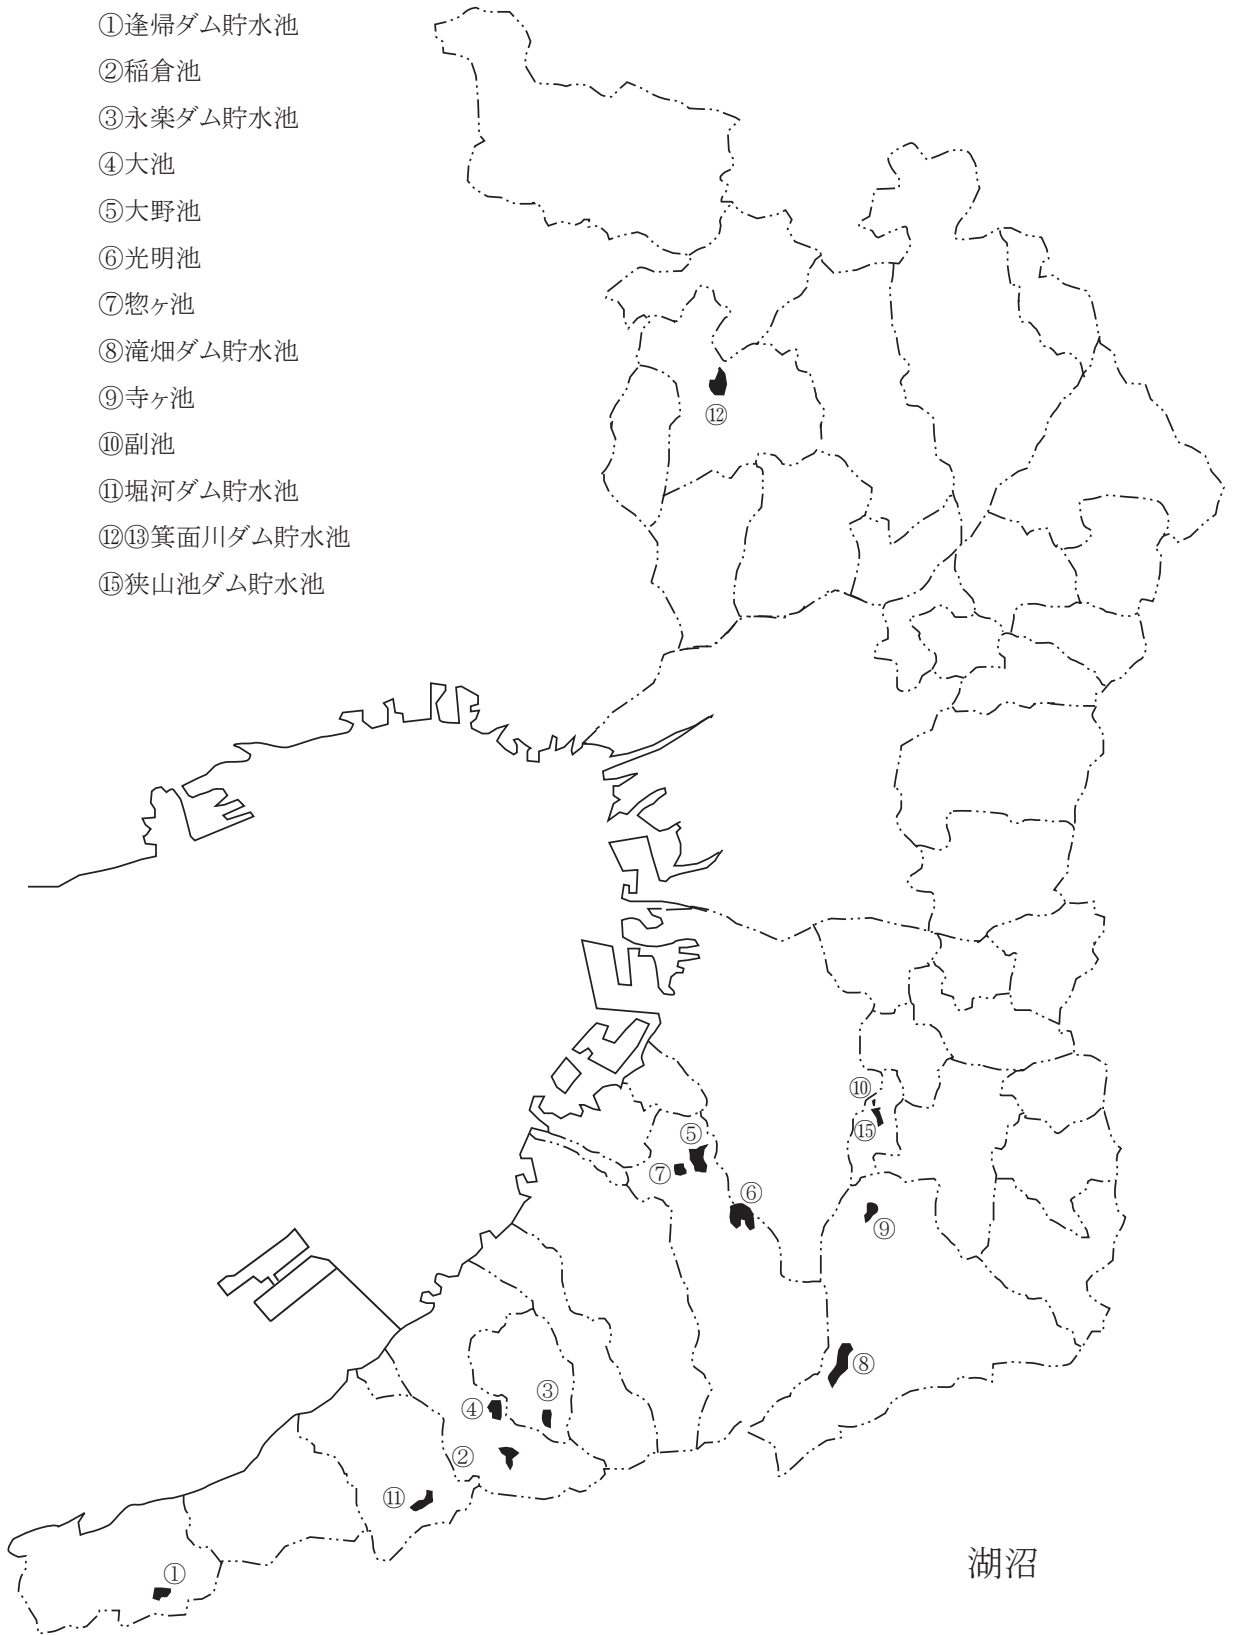 ①逢帰ダム貯水池
②稲倉池
③永楽ダム貯水池
④大池
⑤大野池
⑥光明池
⑦惣ヶ池
⑧滝畑ダム貯水池
⑨寺ヶ池
⑩副池
⑪堀河ダム貯水池
⑫⑬箕面川ダム貯水池
⑮狭山池ダム貯水池
⑫
⑩
⑮
⑤
⑦
⑥
⑨
⑧
③
④
②
⑪
①
湖沼